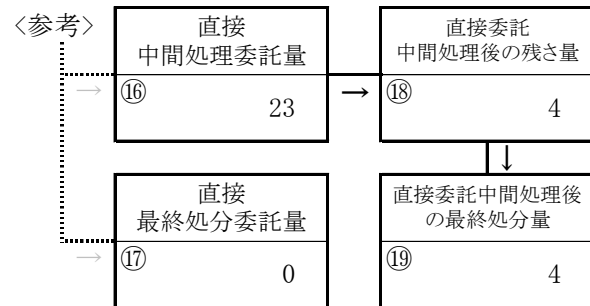 〈参考〉
直接
中間処理委託量
→
⑯
23
→
直接委託
中間処理後の残さ量
⑱
4
↓
直接
最終処分委託量
→
⑰
0
直接委託中間処理後
の最終処分量
⑲
4